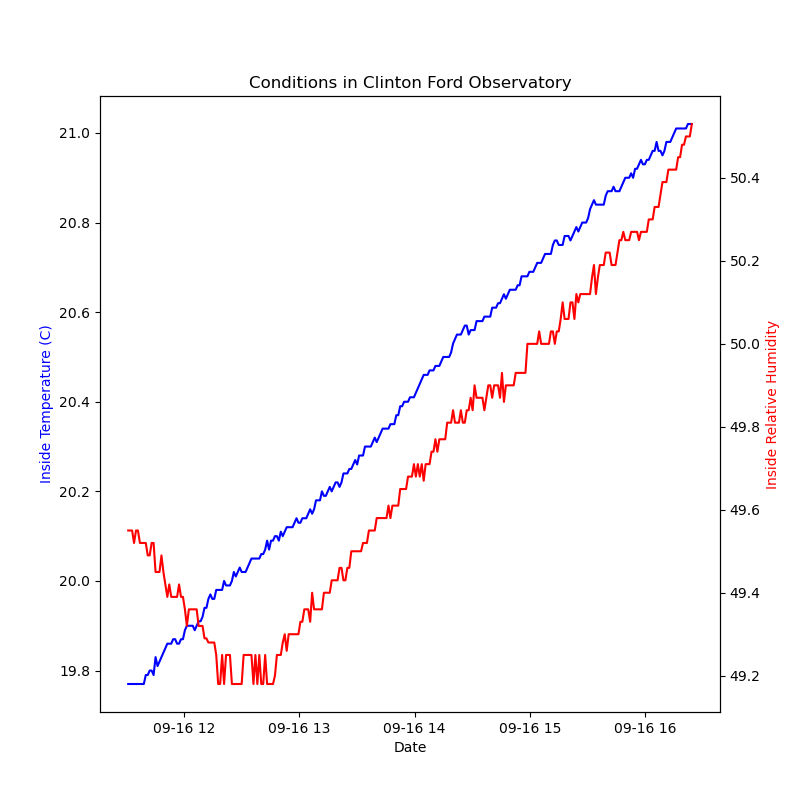 Conditions in Clinton Ford Observatory
Inside Temperature (C)
21.0
20.8
20.6
20.4
20.2
20.0
19.8
50.4
50.2
50.0
49.8
49.6
49.4
49.2
Inside Relative Humidity
09-16 12 09-16 13 09-16 14 09-16 15 09-16 16
Date